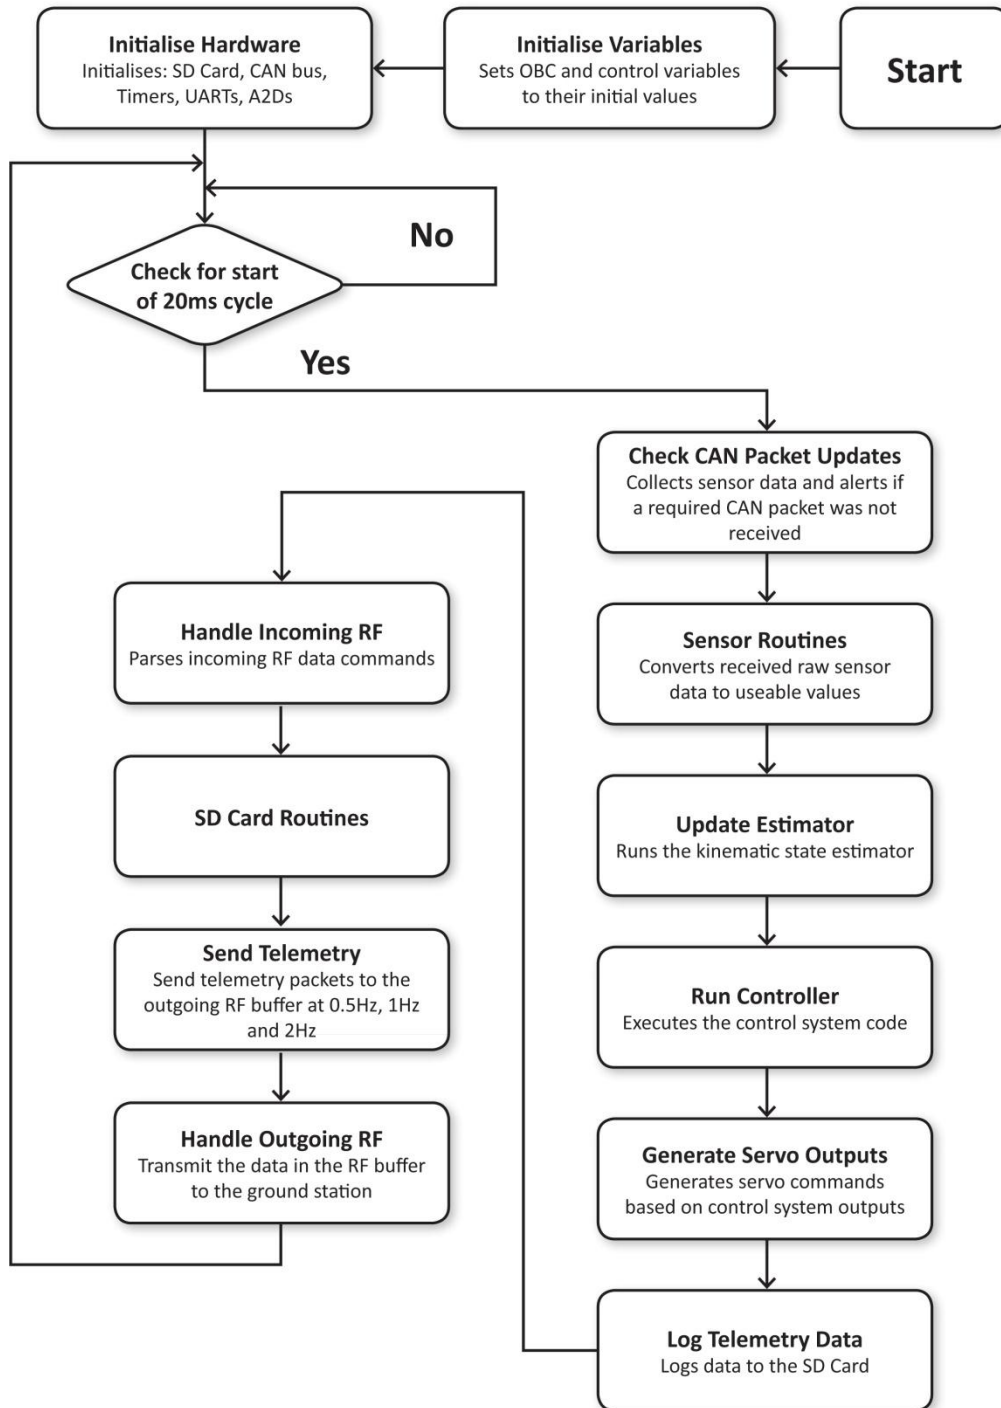 Start
Initialise Variables
Sets OBC and control variables
to their initial values
Initialise Hardware
Initialises: SD Card, CAN bus,
Timers, UARTs, A2Ds
Check for start
of 20ms cycle
No
Yes
Check CAN Packet Updates
Collects sensor data and alerts if
a required CAN packet was not
received
Sensor Routines
Converts received raw sensor
data to useable values
Update Estimator
Runs the kinematic state estimator
Run Controller
Executes the control system code
Generate Servo Outputs
Generates servo commands
based on control system outputs
Log Telemetry Data
Logs data to the SD Card
Handle Incoming RF
Parses incoming RF data commands
SD Card Routines
Send Telemetry
Send telemetry packets to the
outgoing RF buffer at 0.5Hz, 1Hz
and 2Hz
Handle Outgoing RF
Transmit the data in the RF buffer
to the ground station